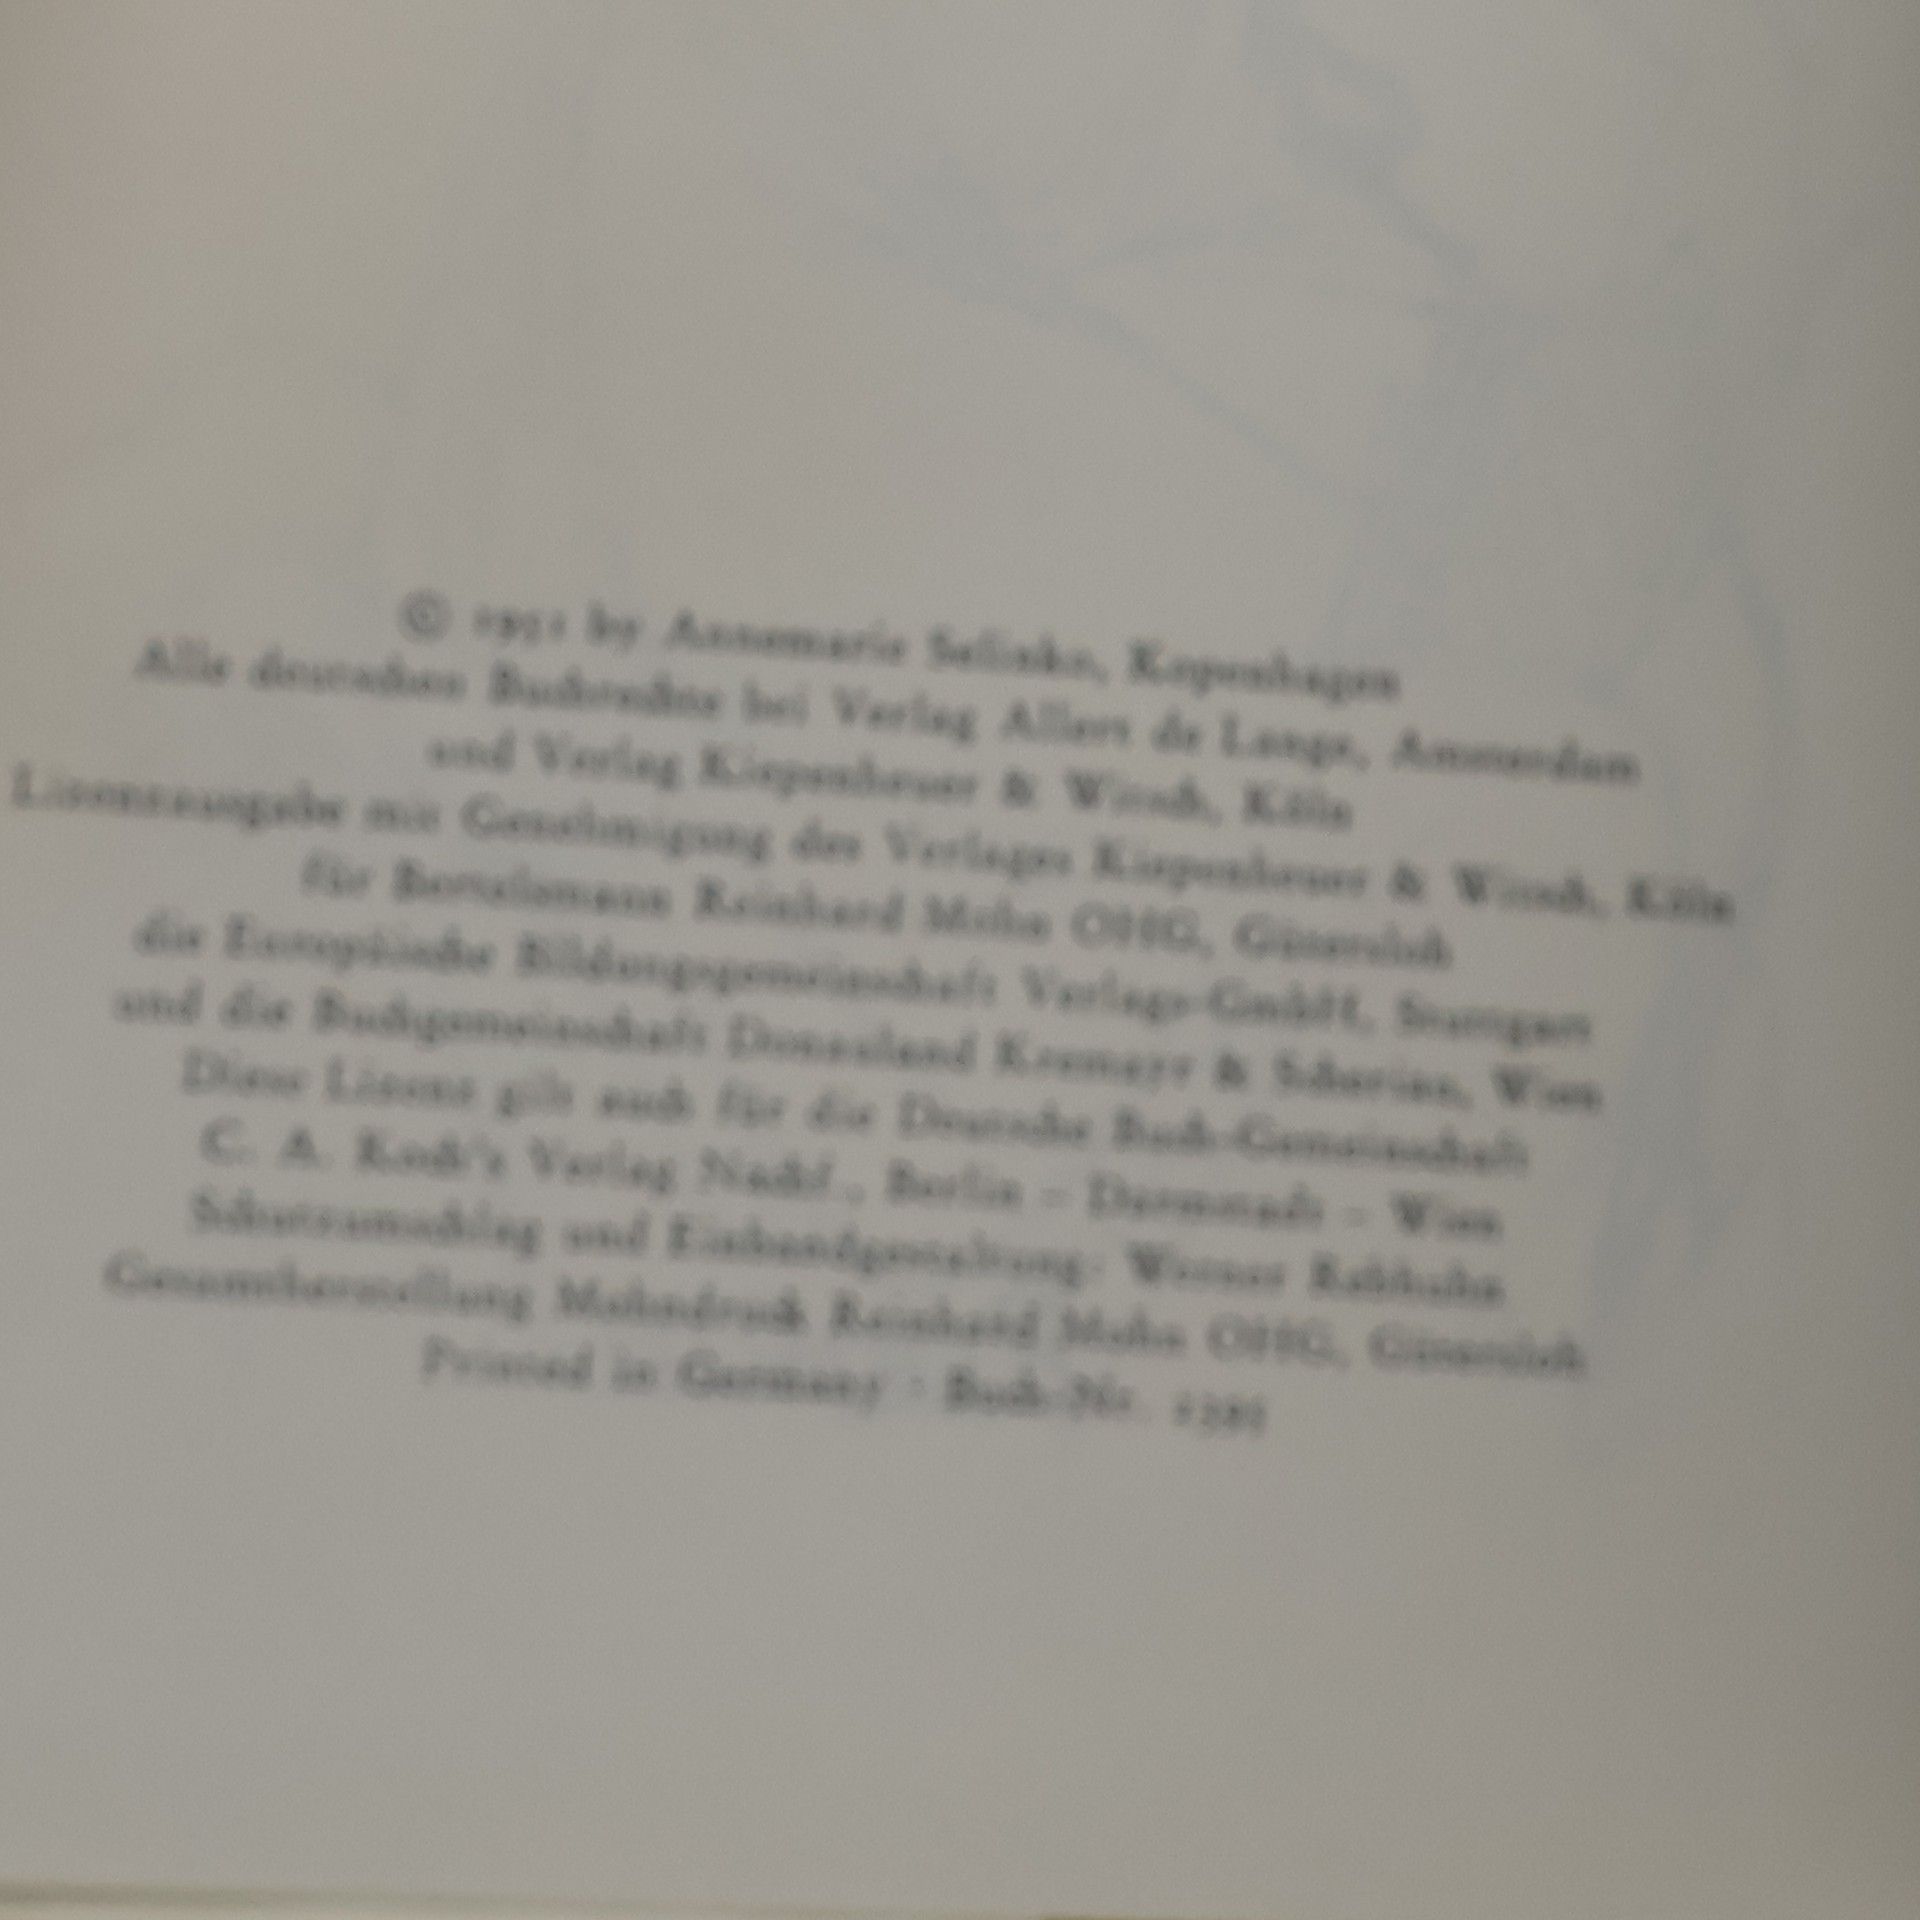 © 1951 by Annemarie Selinko, Kopenhagen
Alle deutschen Buchrechte bei Verlag Allert de Lange, Amsterdam
und Verlag Kiepenheuer & Witsch, Köln
Lizenzausgabe mit Genehmigung des Verlages Kiepenheuer & Witsch, Köln
für Bertelsmann Reinhard Mohn OHG, Gütersloh
die Europäische Bildungsgemeinschaft Verlags-GmbH, Stuttgart
und die Buchgemeinschaft Donauland Kremayr & Scheriau, Wien
Diese Lizenz gilt auch für die Deutsche Buch-Gemeinschaft
C. A. Koch's Verlag Nachf., Berlin – Darmstadt – Wien
Schutzumschlag und Einbandgestaltung: Werner Rebhuhn
Gesamtherstellung Mohndruck Reinhard Mohn OHG, Gütersloh
Printed in Germany · Buch-Nr.